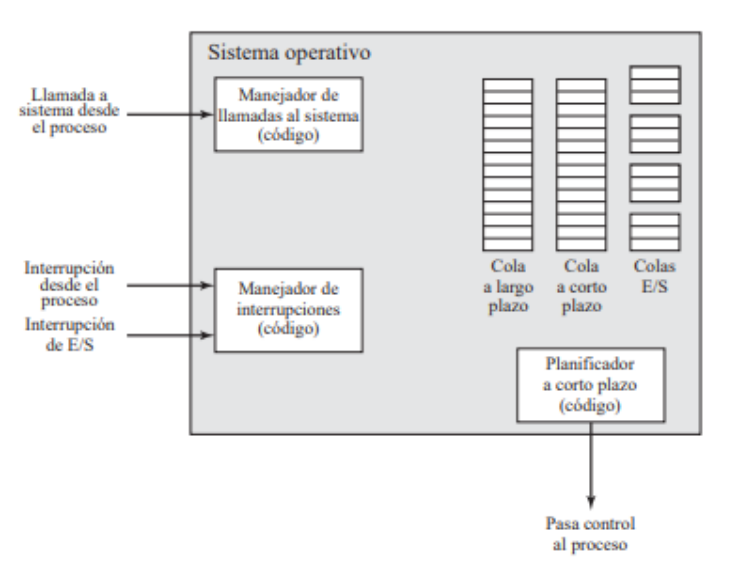 Sistema operativo
Llamada a
sistema desde
el proceso
Manejador de
llamadas al sistema
(código)
Interrupción
desde el
proceso
Interrupción
de E/S
Manejador de
interrupciones
(código)
Cola
a largo
plazo
Cola
a corto
plazo
Colas
E/S
Planificador
a corto plazo
(código)
Pasa control
al proceso